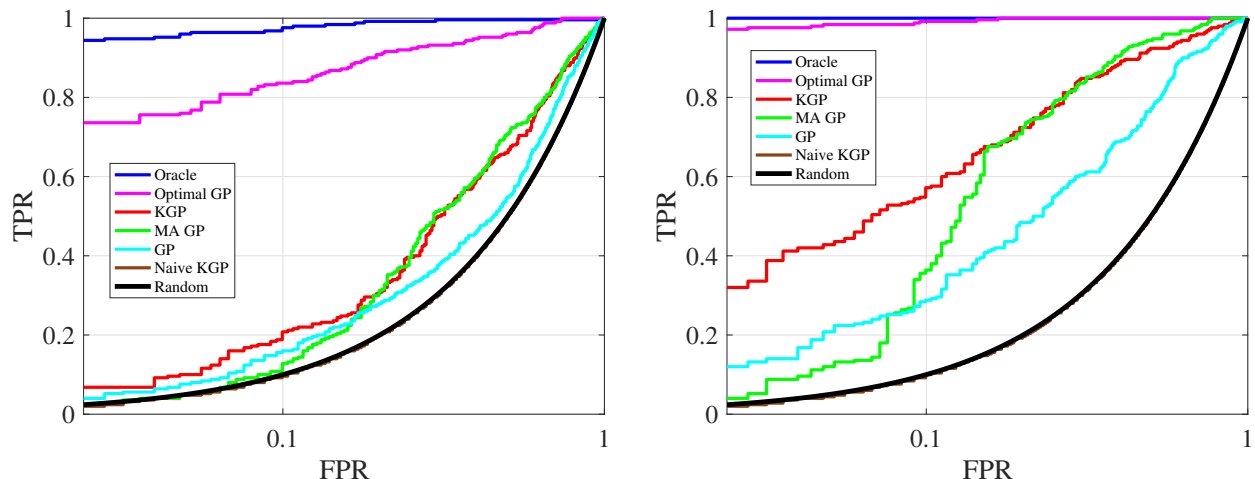 1
0.8
0.6
0.4
0.2
0
TPR
0.1
1
FPR
Oracle
Optimal GP
KGP
MA GP
GP
Naive KGP
Random
1
0.8
0.6
0.4
0.2
0
TPR
0.1
1
FPR
Oracle
Optimal GP
KGP
MA GP
GP
Naive KGP
Random